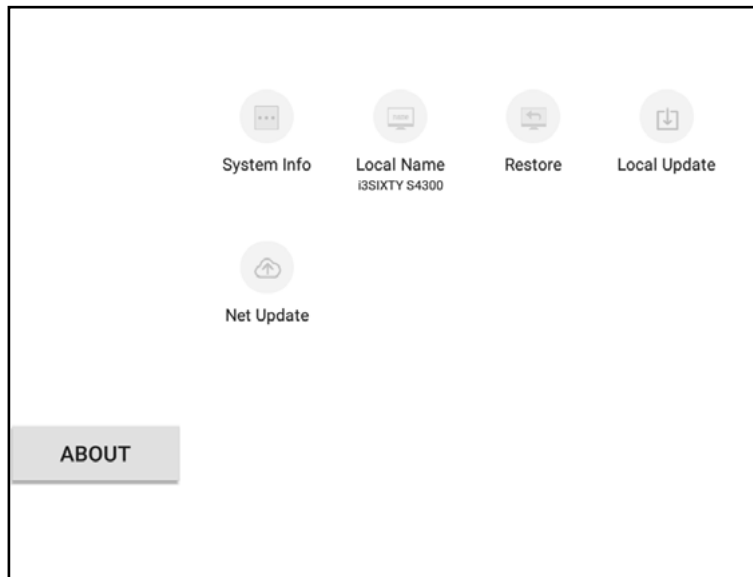 System Info
Local Name
i3SIXTY S4300
Restore
Local Update
Net Update
ABOUT